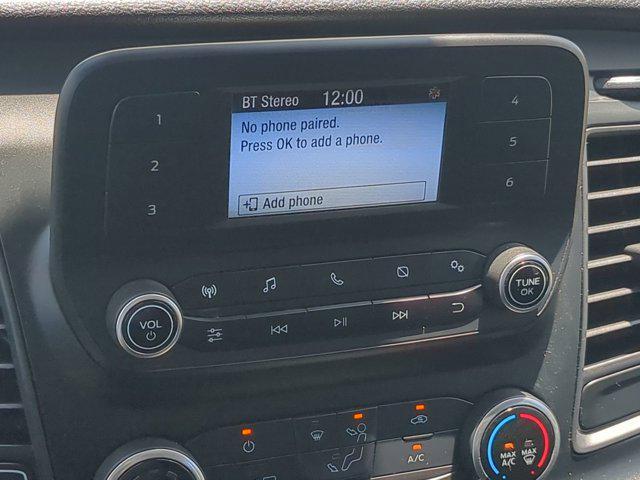 BT Stereo 12:00
No phone paired.
Press OK to add a phone.
Add phone
1
2
3
4
5
6
VOL
TUNE
OK
A/C
MAX
A/C
MAX